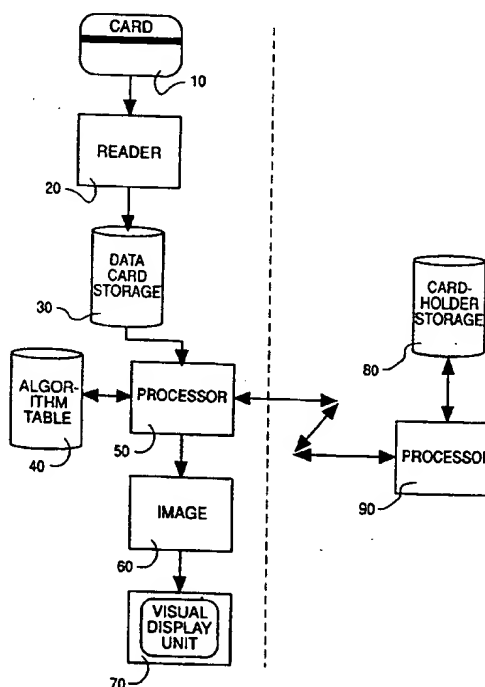 CARD
10
READER
20
DATA
CARD
STORAGE
30
ALGOR-
ITHM
TABLE
40
PROCESSOR
50
IMAGE
60
VISUAL
DISPLAY
UNIT
70
CARD-
HOLDER
STORAGE
80
PROCESSOR
90